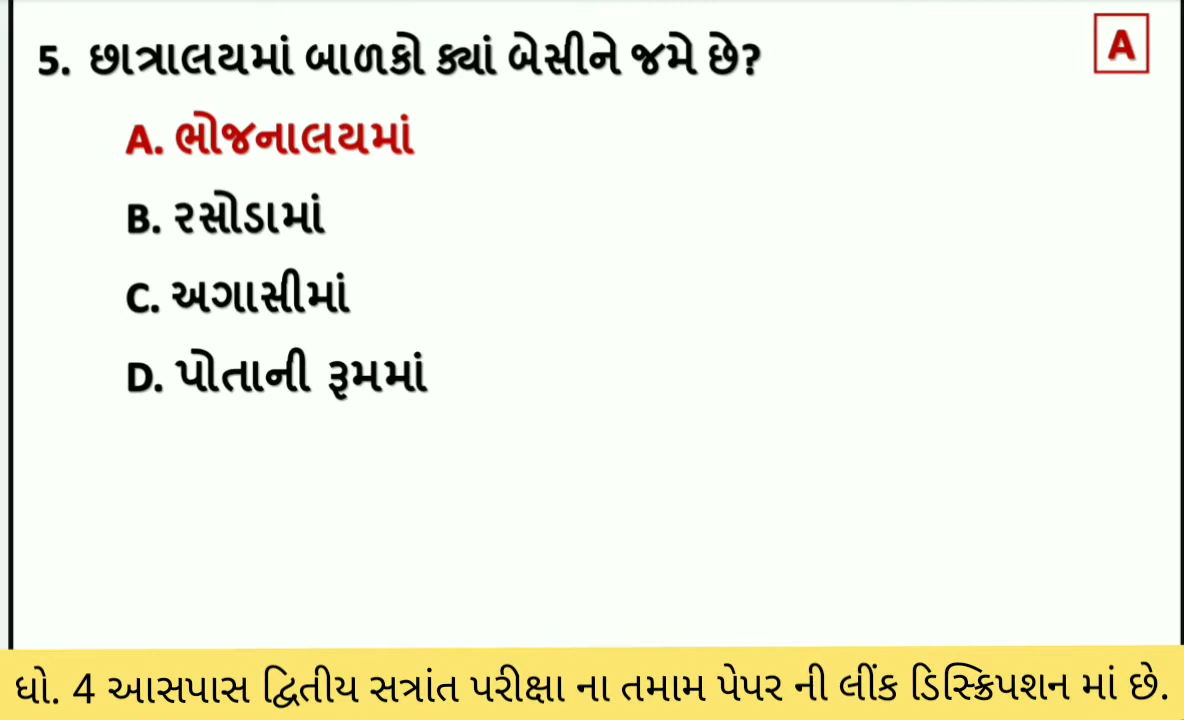 5. છાત્રાલયમાં બાળકો ક્યાં બેસીને જમે છે?
A
A. ભોજનાલયમાં
B. રસોડામાં
C. અગાસીમાં
D. પોતાની રૂમમાં
ધો. 4 આસપાસ દ્વિતીય સત્રાંત પરીક્ષા ના તમામ પેપર ની લીંક ડિસ્ક્રિપશન માં છે.